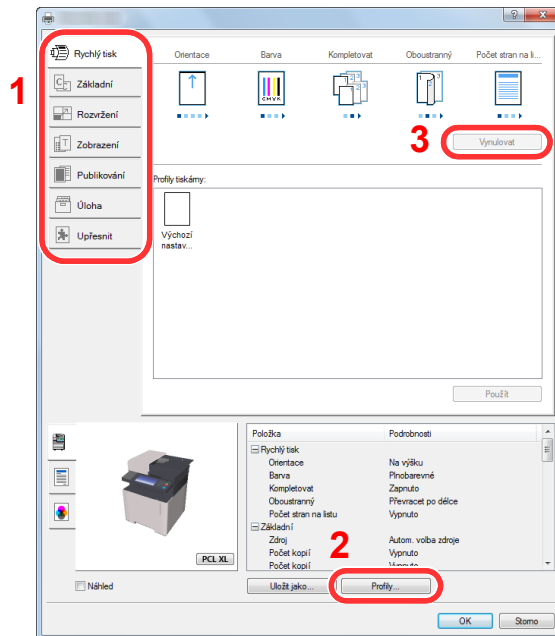 1
Rychlý tisk
Základní
Rozvržení
Zobrazení
Publikování
Úloha
Upřesnit
Orientace Barva Kompletovat Oboustranný Počet stran na li...
CMYK
3
Vynulovat
Profily tiskárny:
Výchozí
nastav...
Použít
Položka Podrobnosti
Rychlý tisk
Orientace Na výšku
Barva Plnobarevné
Kompletovat Zapnuto
Oboustranný Převracet po délce
Počet stran na listu Vypnuto
Základní
Zdroj Autom. volba zdroje
Počet kopií Vypnuto
Počet kopií Vypnuto
PCL XL
2
Náhled
Uložit jako... Profily...
OK Storno